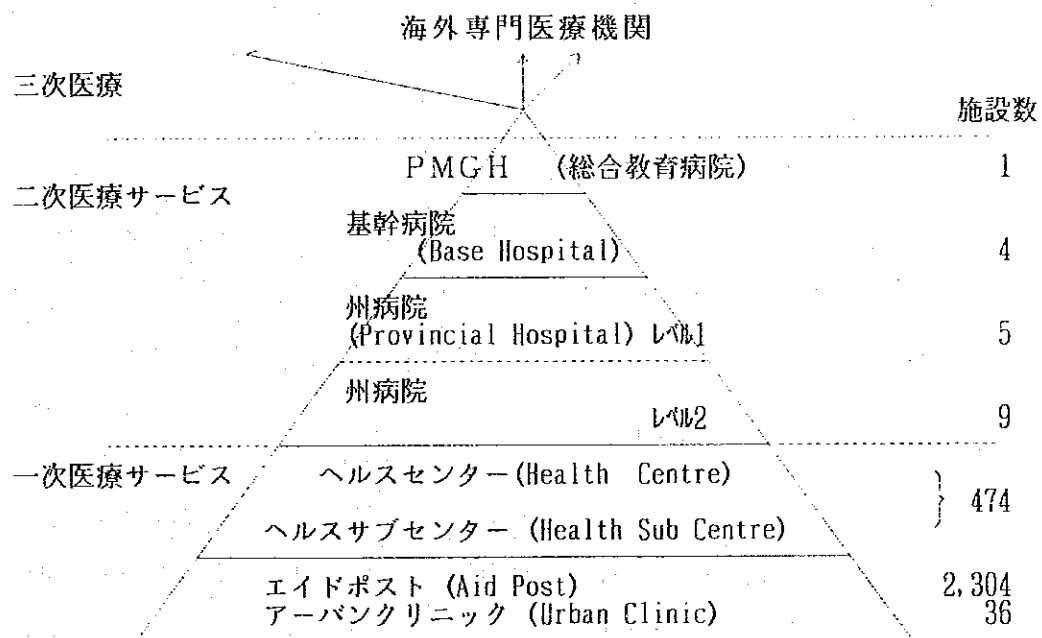 海外専門医療機関
三次医療
施設数
PMGH (総合教育病院) 1
二次医療サービス
基幹病院
(Base Hospital) 4
州病院
(Provincial Hospital) レベル1 5
州病院
レベル2 9
一次医療サービス ヘルスセンター(Health Centre)
} 474
ヘルスサブセンター (Health Sub Centre)
エイドポスト (Aid Post) 2,304
アーバンクリニック (Urban Clinic) 36